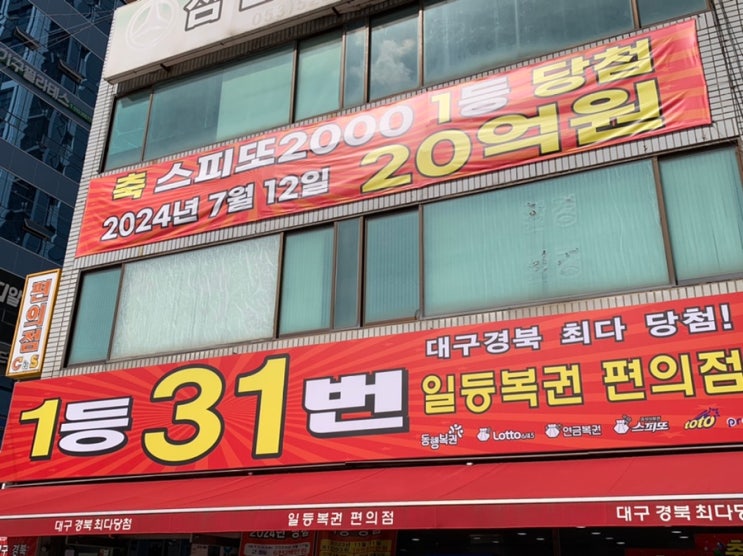 축 스피또2000 1등 당첨
2024년 7월 12일 20억원
편의점
C&S
대구경북 최다 당첨!
1등 31번 일등복권 편의점
동행복권 Lotto 6/45 연금복권 스피또 toto
대구 경북 최다당첨 일등복권 편의점 대구 경북 최다당